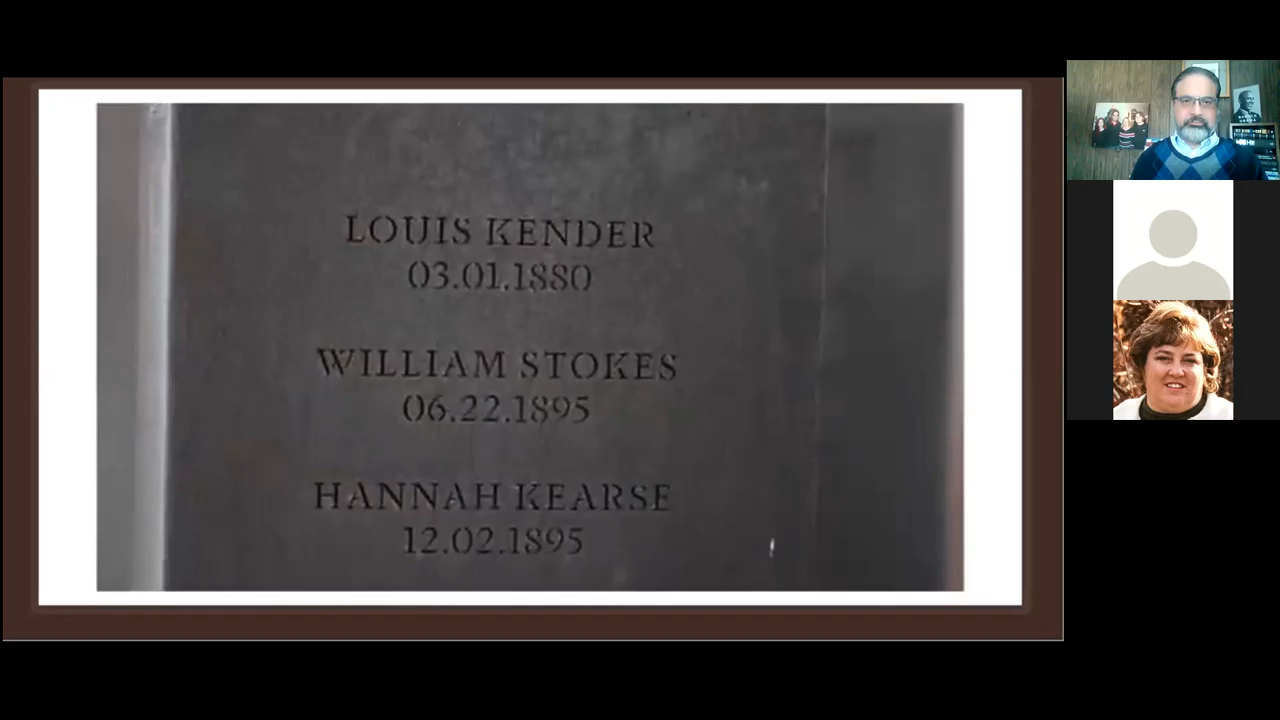 LOUIS KENDER
03.01.1880
WILLIAM STOKES
06.22.1895
HANNAH KEARSE
12.02.1895